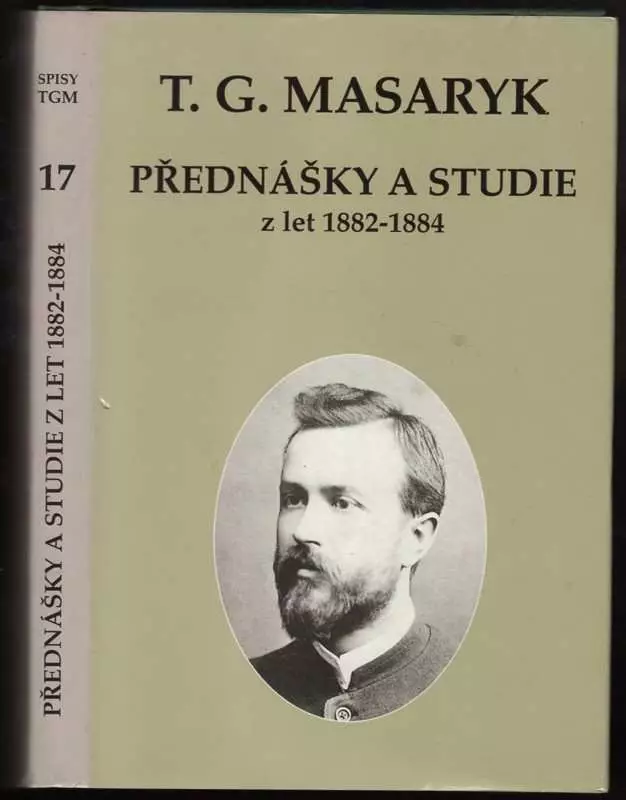 SPISY
TGM
17
PŘEDNÁŠKY A STUDIE Z LET 1882-1884
T. G. MASARYK
PŘEDNÁŠKY A STUDIE
z let 1882-1884